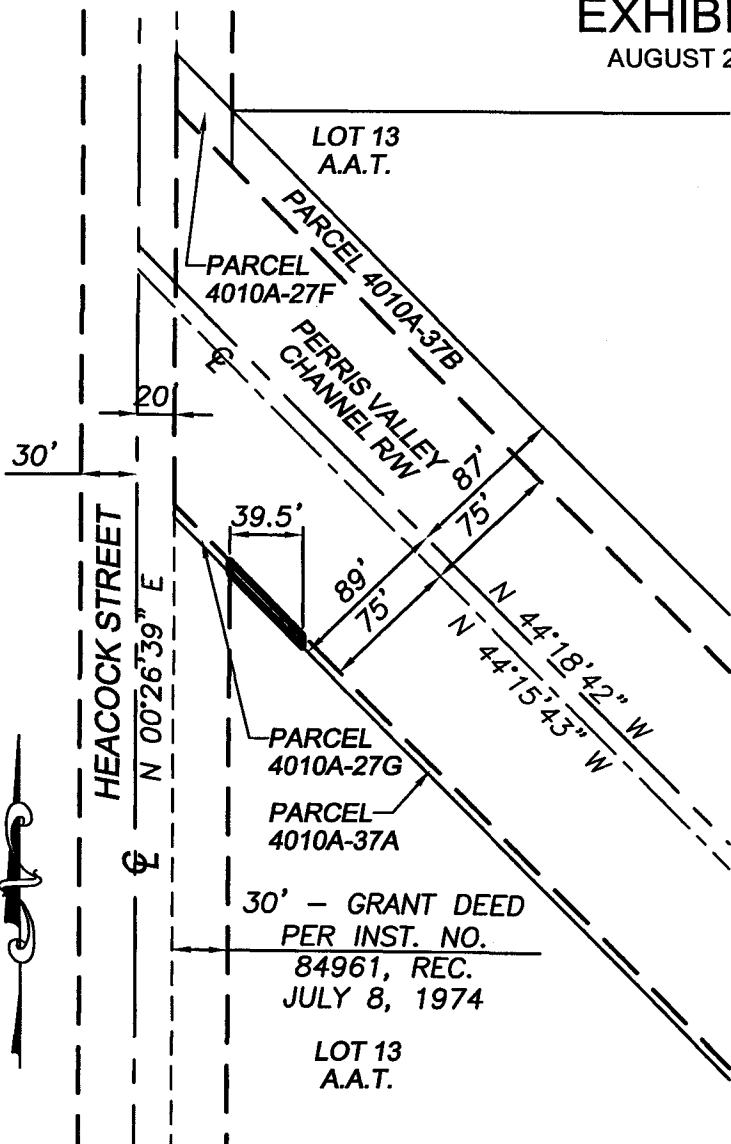 EXHIB
AUGUST 2
LOT 13
A.A.T.
PARCEL 4010A-37B
PARCEL
4010A-27F
PERRIS VALLEY
CHANNEL R/W
℄
20'
30'
87'
75'
39.5'
89'
75'
HEACOCK STREET
N 00°26'39" E
℄
N 44°18'42" W
N 44°15'43" W
PARCEL
4010A-27G
PARCEL
4010A-37A
30' - GRANT DEED
PER INST. NO.
84961, REC.
JULY 8, 1974
LOT 13
A.A.T.